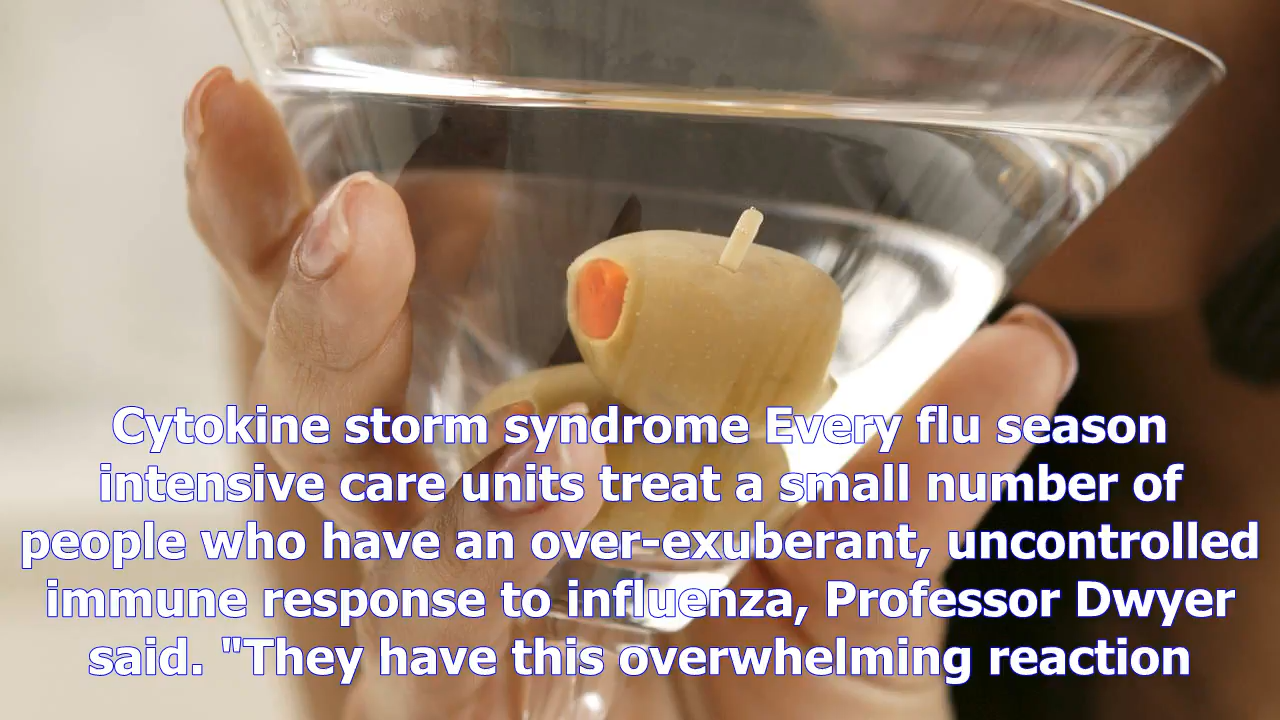 Cytokine storm syndrome Every flu season
intensive care units treat a small number of
people who have an over-exuberant, uncontrolled
immune response to influenza, Professor Dwyer
said. "They have this overwhelming reaction